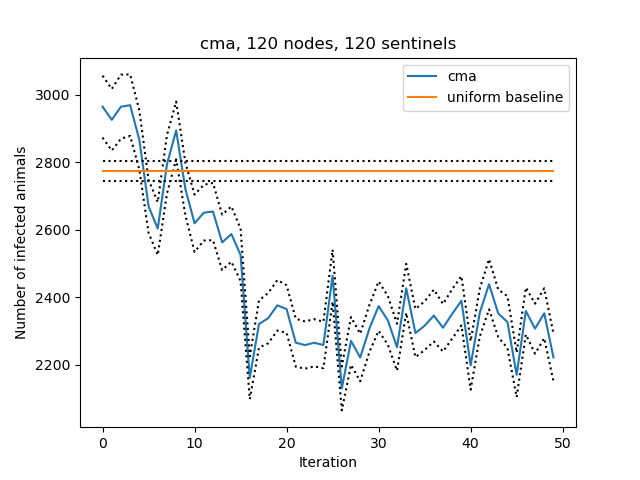 cma, 120 nodes, 120 sentinels
cma
uniform baseline
3000
2800
2600
2400
2200
Number of infected animals
0 10 20 30 40 50
Iteration